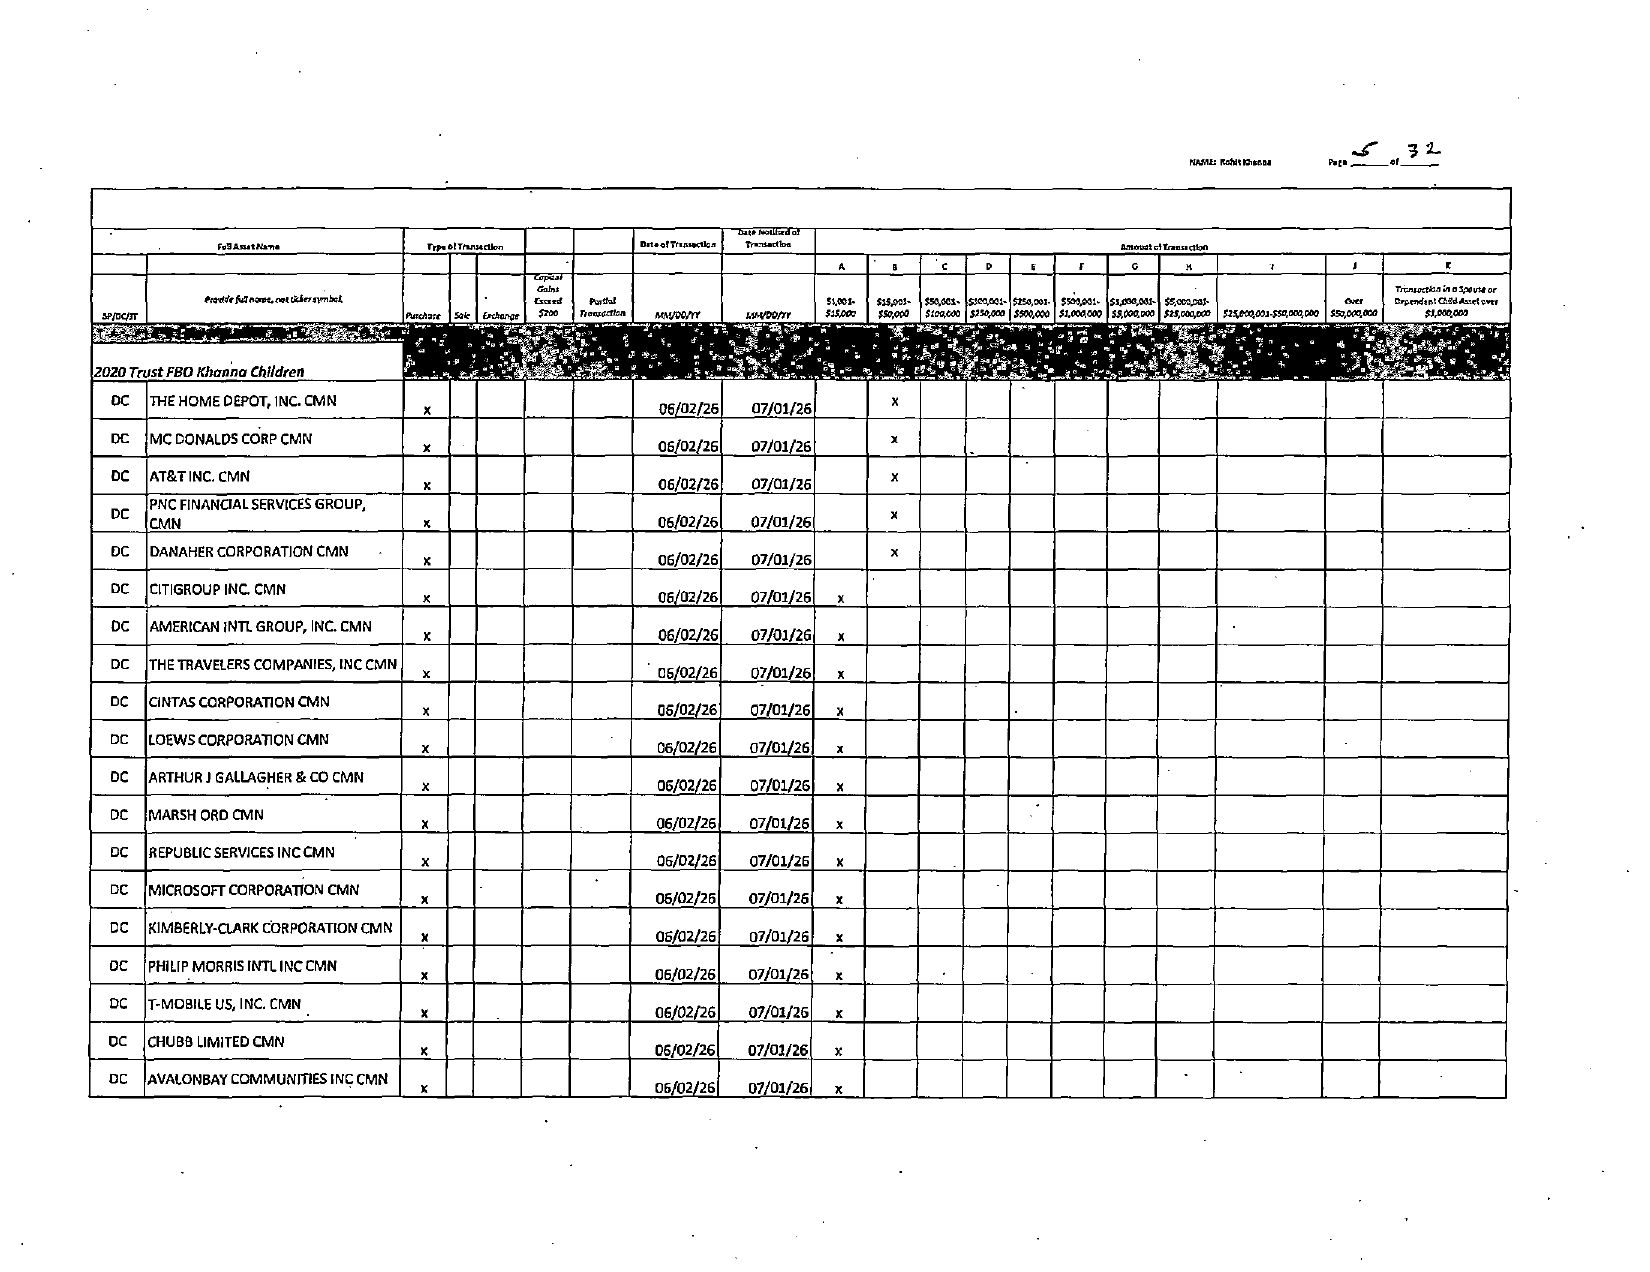 NAME: Rohit Khanna Page 5 of 32
Full Asset Name Type of Transaction Date of Transaction Date Notified of Transaction Amount of Transaction
A B C D E F G H I J K
SP/DC/JT Provide full name, not ticker symbol. Purchase Sale Exchange Capital Gains Exceed $200 Partial Transaction MM/DD/YY MM/DD/YY $1,001-$15,000 $15,001-$50,000 $50,001-$100,000 $100,001-$250,000 $250,001-$500,000 $500,001-$1,000,000 $1,000,001-$5,000,000 $5,000,001-$25,000,000 $25,000,001-$50,000,000 Over $50,000,000 Transaction in a Spouse or Dependent Child Asset over $1,000,000
2020 Trust FBO Khanna Children
DC THE HOME DEPOT, INC. CMN x 06/02/26 07/01/26 x
DC MC DONALDS CORP CMN x 06/02/26 07/01/26 x
DC AT&T INC. CMN x 06/02/26 07/01/26 x
DC PNC FINANCIAL SERVICES GROUP, CMN x 06/02/26 07/01/26 x
DC DANAHER CORPORATION CMN x 06/02/26 07/01/26 x
DC CITIGROUP INC. CMN x 06/02/26 07/01/26 x
DC AMERICAN INTL GROUP, INC. CMN x 06/02/26 07/01/26 x
DC THE TRAVELERS COMPANIES, INC CMN x 06/02/26 07/01/26 x
DC CINTAS CORPORATION CMN x 06/02/26 07/01/26 x
DC LOEWS CORPORATION CMN x 06/02/26 07/01/26 x
DC ARTHUR J GALLAGHER & CO CMN x 06/02/26 07/01/26 x
DC MARSH ORD CMN x 06/02/26 07/01/26 x
DC REPUBLIC SERVICES INC CMN x 06/02/26 07/01/26 x
DC MICROSOFT CORPORATION CMN x 06/02/26 07/01/26 x
DC KIMBERLY-CLARK CORPORATION CMN x 06/02/26 07/01/26 x
DC PHILIP MORRIS INTL INC CMN x 06/02/26 07/01/26 x
DC T-MOBILE US, INC. CMN x 06/02/26 07/01/26 x
DC CHUBB LIMITED CMN x 06/02/26 07/01/26 x
DC AVALONBAY COMMUNITIES INC CMN x 06/02/26 07/01/26 x